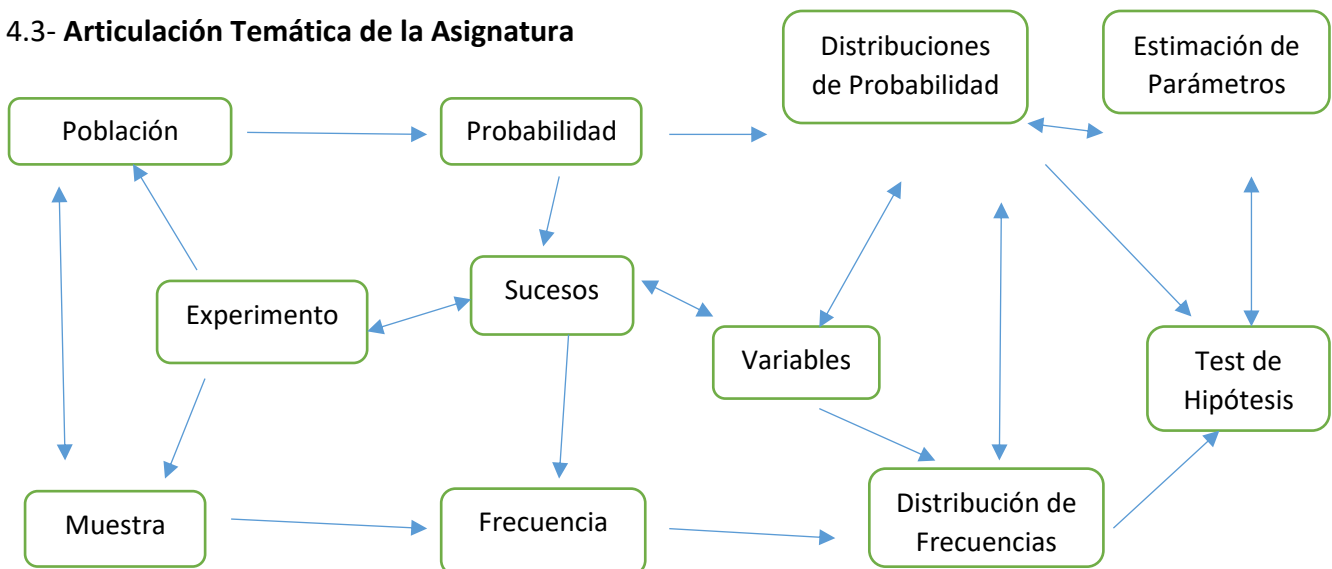 4.3- Articulación Temática de la Asignatura
Distribuciones
de Probabilidad
Estimación de
Parámetros
Población
Probabilidad
Sucesos
Experimento
Variables
Test de
Hipótesis
Muestra
Frecuencia
Distribución de
Frecuencias